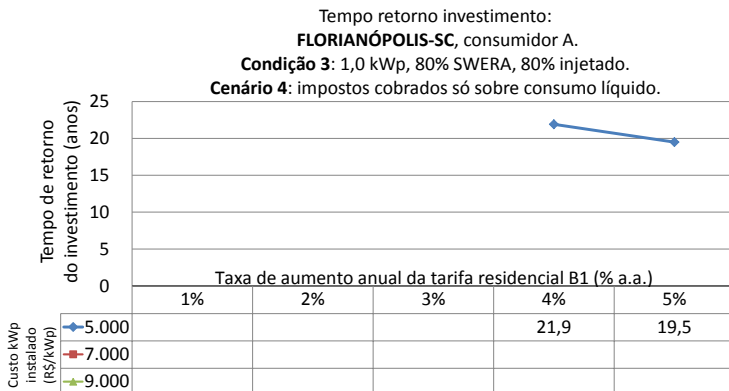 Tempo retorno investimento:
FLORIANÓPOLIS-SC, consumidor A.
Condição 3: 1,0 kWp, 80% SWERA, 80% injetado.
Cenário 4: impostos cobrados só sobre consumo líquido.
Tempo de retorno
do investimento (anos)
25
20
15
10
5
0
Taxa de aumento anual da tarifa residencial B1 (% a.a.)
1% 2% 3% 4% 5%
Custo kWp
instalado
(R$/kWp)
5.000 21,9 19,5
7.000
9.000